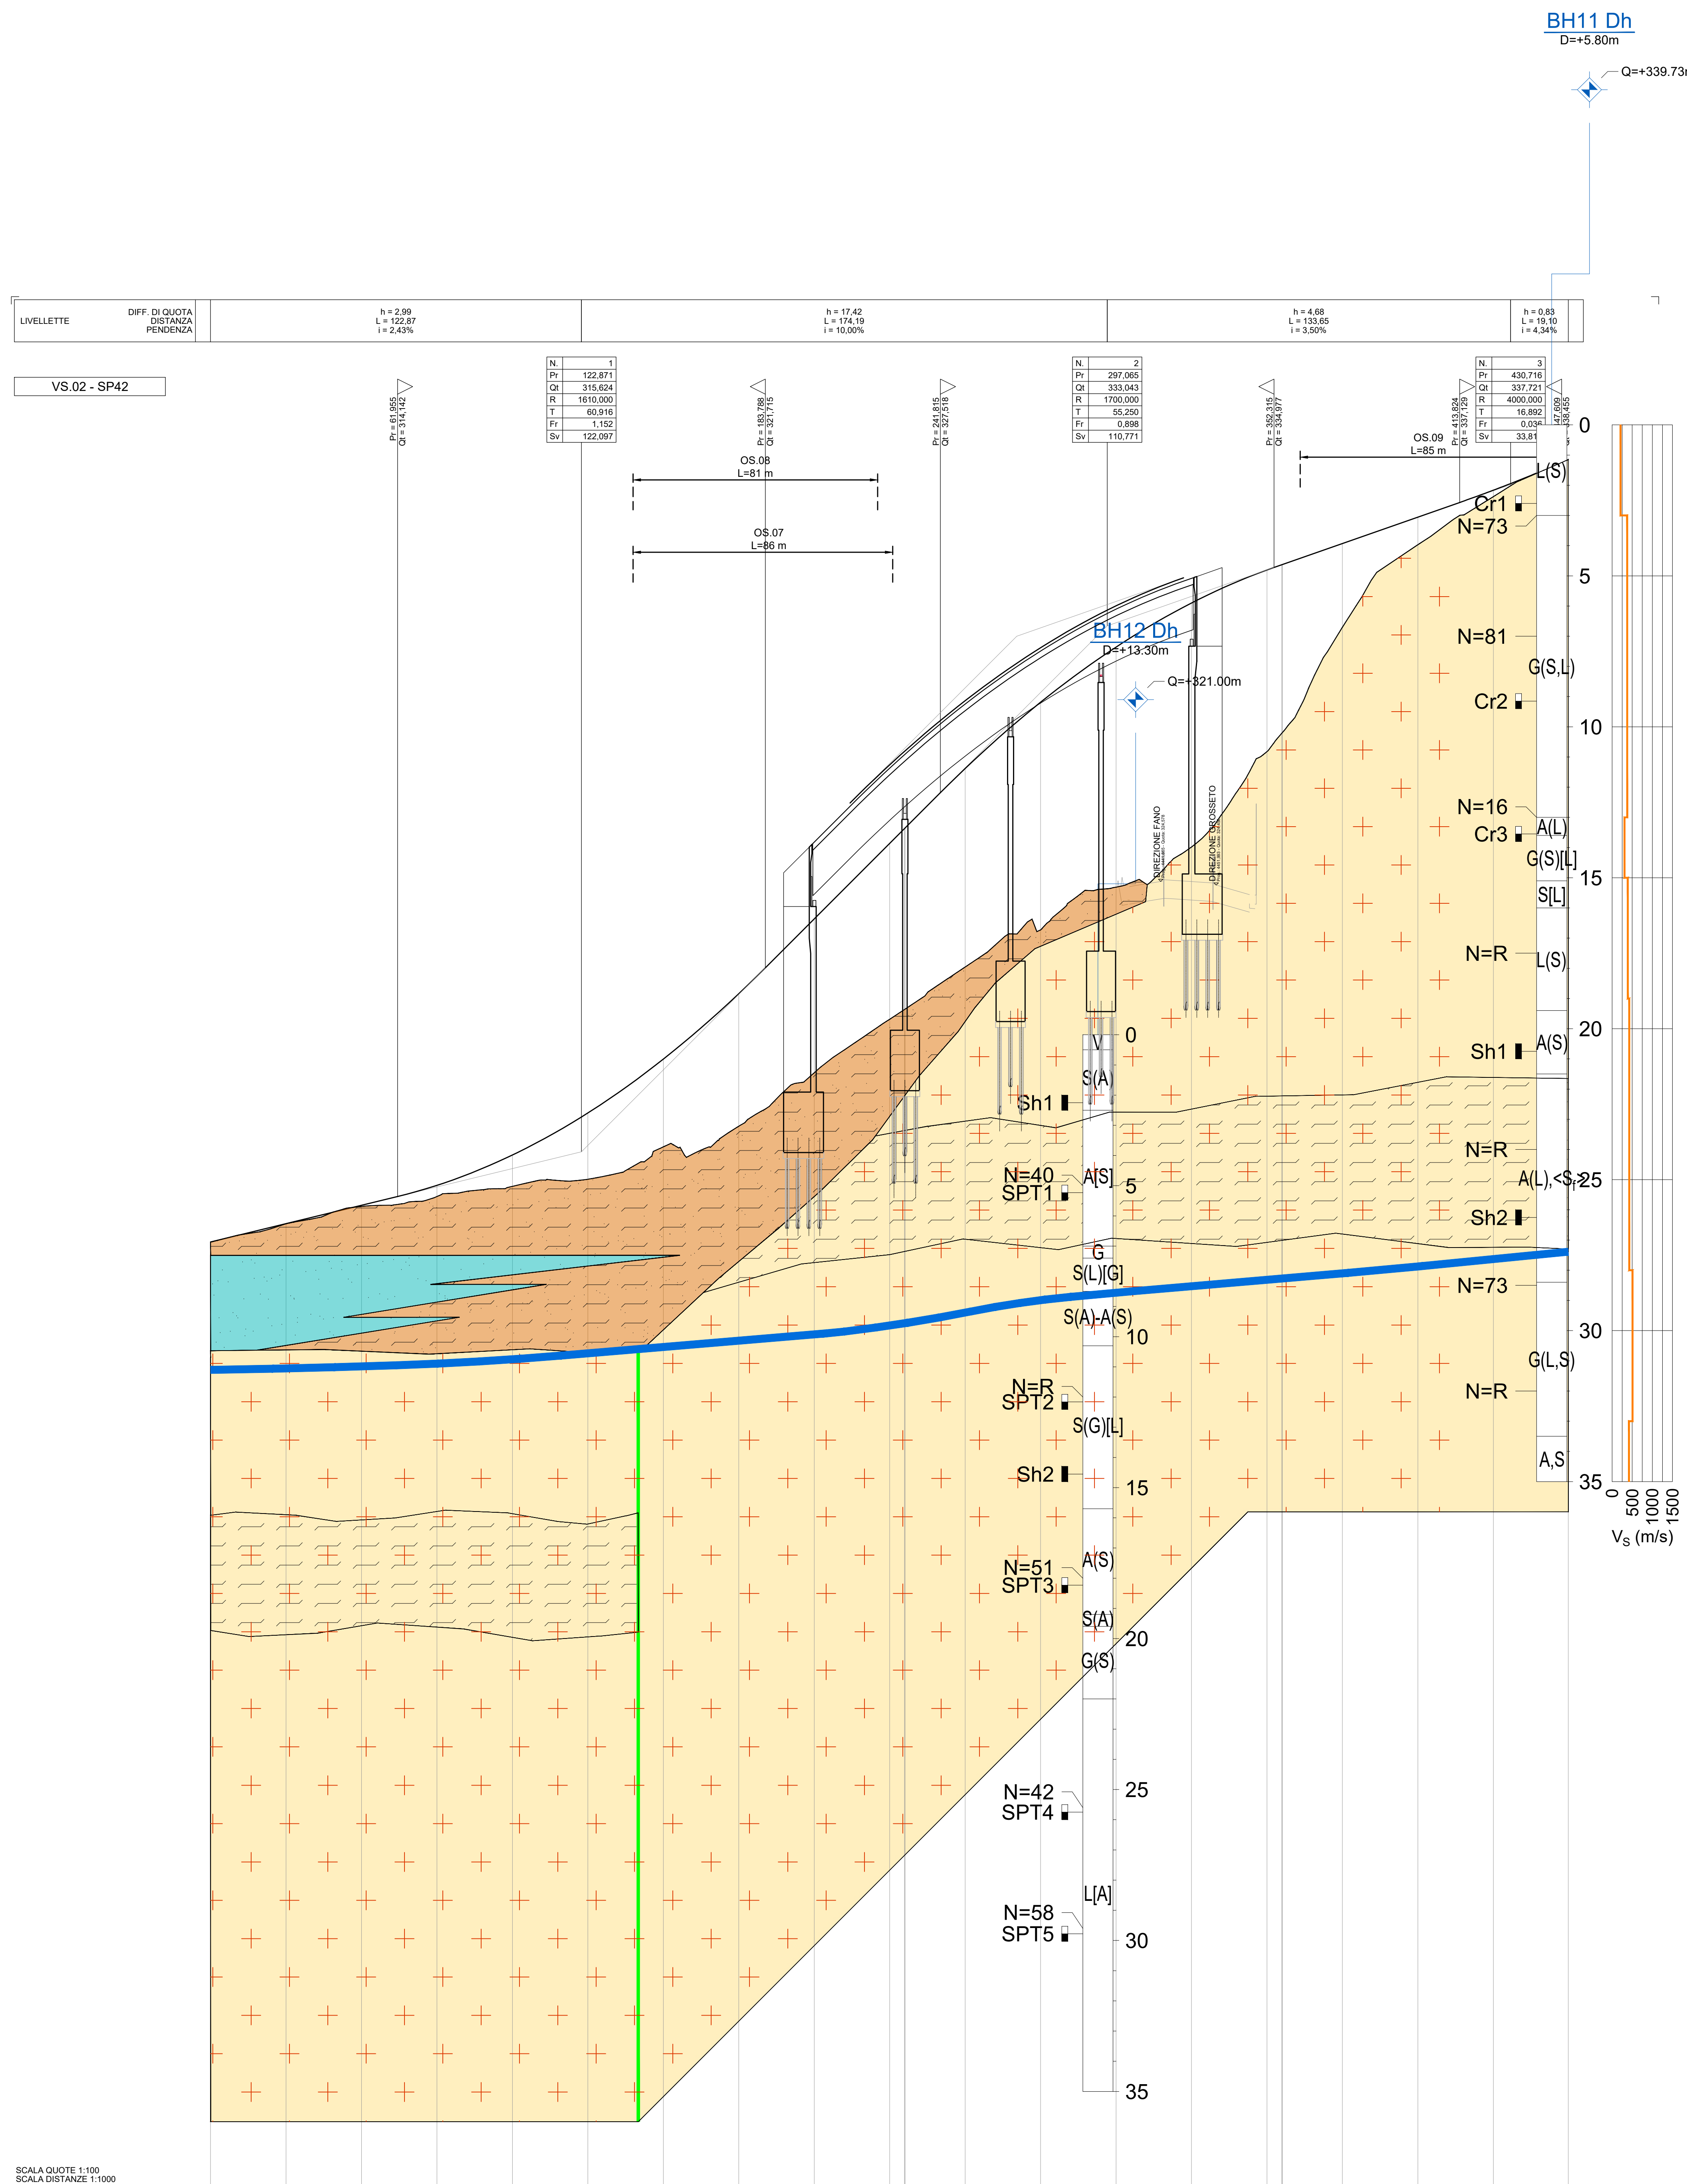 BH11 Dh
D=+5.80m
Q=+339.73m
LIVELLETTE
DIFF. DI QUOTA
DISTANZA
PENDENZA
h = 2,99
L = 122,87
i = 2,43%
h = 17,42
L = 174,19
i = 10,00%
h = 4,68
L = 133,65
i = 3,50%
h = 0,83
L = 19,10
i = 4,34%
VS.02 - SP42
Pr = 61,955
Qt = 314,142
N. 1
Pr 122,871
Qt 315,624
R 1610,000
T 60,916
Fr 1,152
Sv 122,097
Pr = 183,788
Qt = 321,715
Pr = 241,815
Qt = 327,518
N. 2
Pr 297,065
Qt 333,043
R 1700,000
T 55,250
Fr 0,898
Sv 110,771
Pr = 352,315
Qt = 334,977
Pr = 413,824
Qt = 337,129
N. 3
Pr 430,716
Qt 337,721
R 4000,000
T 16,892
Fr 0,036
Sv 33,81
47,609
38,455
OS.08
L=81 m
OS.07
L=86 m
OS.09
L=85 m
BH12 Dh
D=+13.30m
Q=+321.00m
DIREZIONE FANO
DIREZIONE GROSSETO
L(S)
Cr1
N=73
N=81
G(S,L)
Cr2
N=16
A(L)
Cr3
G(S)[L]
S[L]
N=R
L(S)
A(S)
Sh1
N=R
A(L),<Sf>
Sh2
N=73
G(L,S)
N=R
A,S
0
5
10
15
20
25
30
35
0
500
1000
1500
VS (m/s)
V
S(A)
Sh1
N=40
A[S]
SPT1
G
S(L)[G]
S(A)-A(S)
N=R
SPT2
S(G)[L]
Sh2
A(S)
N=51
SPT3
S(A)
G(S)
N=42
SPT4
L[A]
N=58
SPT5
0
5
10
15
20
25
30
35
SCALA QUOTE 1:100
SCALA DISTANZE 1:1000